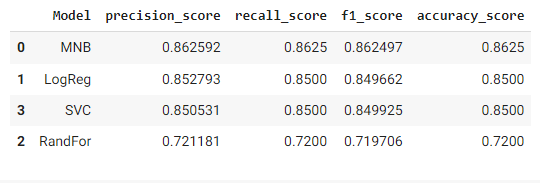 Model precision_score recall_score f1_score accuracy_score
0 MNB 0.862592 0.8625 0.862497 0.8625
1 LogReg 0.852793 0.8500 0.849662 0.8500
3 SVC 0.850531 0.8500 0.849925 0.8500
2 RandFor 0.721181 0.7200 0.719706 0.7200